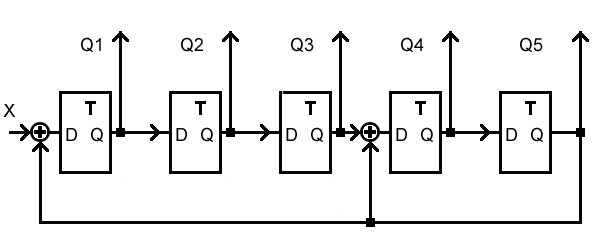 Q1 Q2 Q3 Q4 Q5
T T T T T
X
D Q D Q D Q D Q D Q